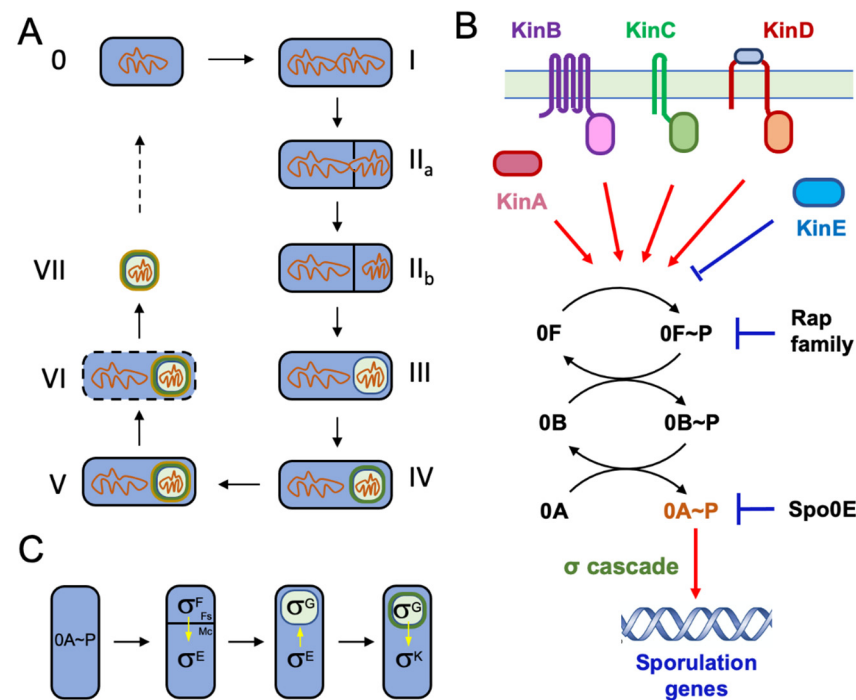 A
0
I
IIa
IIb
VII
III
VI
V
IV
B
KinB
KinC
KinD
KinA
KinE
0F
0F~P
Rap
family
0B
0B~P
0A
0A~P
Spo0E
σ cascade
Sporulation
genes
C
0A~P
σF
Fs
Mc
σE
σG
σE
σG
σK